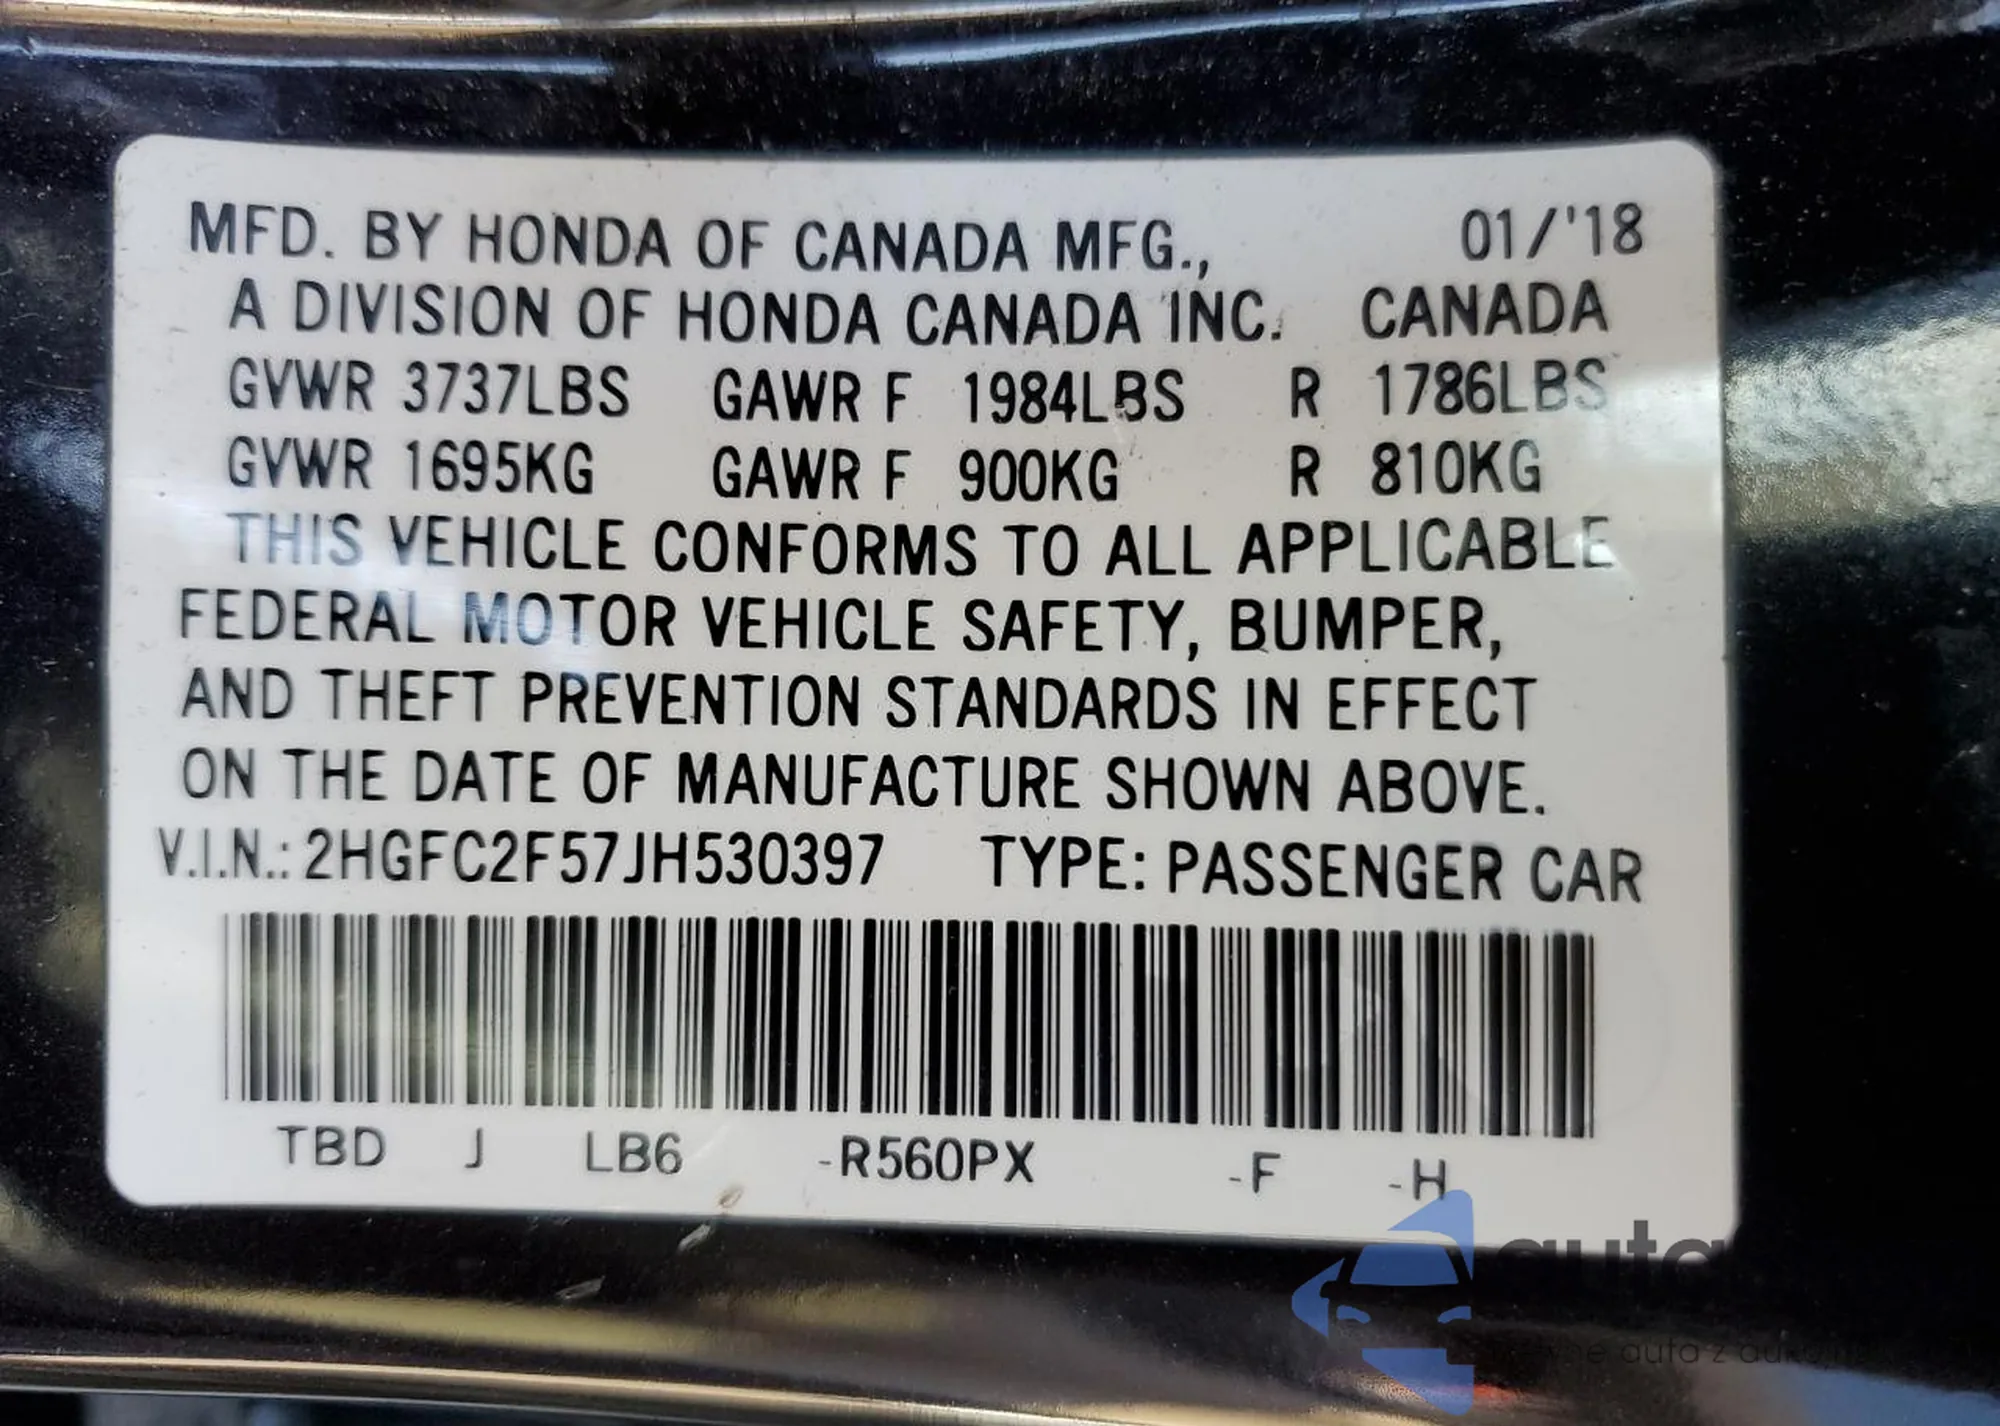 MFD. BY HONDA OF CANADA MFG., 01/'18
A DIVISION OF HONDA CANADA INC. CANADA
GVWR 3737LBS GAWR F 1984LBS R 1786LBS
GVWR 1695KG GAWR F 900KG R 810KG
THIS VEHICLE CONFORMS TO ALL APPLICABLE
FEDERAL MOTOR VEHICLE SAFETY, BUMPER,
AND THEFT PREVENTION STANDARDS IN EFFECT
ON THE DATE OF MANUFACTURE SHOWN ABOVE.
V.I.N.: 2HGFC2F57JH530397 TYPE: PASSENGER CAR
TBD J LB6 -R560PX -F -H
auta z